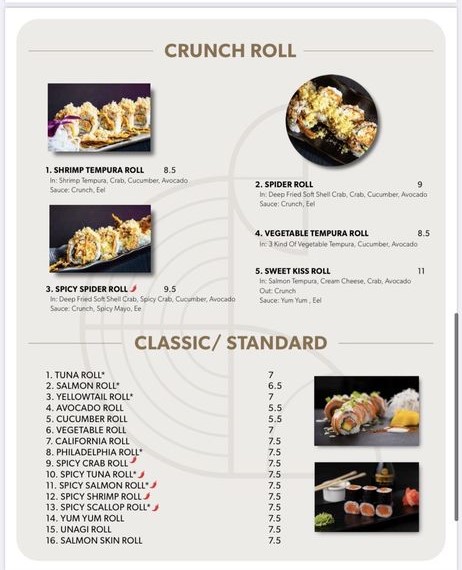 CRUNCH ROLL
1. SHRIMP TEMPURA ROLL 8.5
In: Shrimp Tempura, Crab, Cucumber, Avocado
Sauce: Crunch, Eel
2. SPIDER ROLL 9
In: Deep Fried Soft Shell Crab, Crab, Cucumber, Avocado
Sauce: Crunch, Eel
3. SPICY SPIDER ROLL 9.5
In: Deep Fried Soft Shell Crab, Spicy Crab, Cucumber, Avocado
Sauce: Crunch, Spicy Mayo, Ee
4. VEGETABLE TEMPURA ROLL 8.5
In: 3 Kind Of Vegetable Tempura, Cucumber, Avocado
5. SWEET KISS ROLL 11
In: Salmon Tempura, Cream Cheese, Crab, Avocado
Out: Crunch
Sauce: Yum Yum , Eel
CLASSIC/ STANDARD
1. TUNA ROLL* 7
2. SALMON ROLL* 6.5
3. YELLOWTAIL ROLL* 7
4. AVOCADO ROLL 5.5
5. CUCUMBER ROLL 5.5
6. VEGETABLE ROLL 7
7. CALIFORNIA ROLL 7.5
8. PHILADELPHIA ROLL* 7.5
9. SPICY CRAB ROLL 7.5
10. SPICY TUNA ROLL* 7.5
11. SPICY SALMON ROLL* 7.5
12. SPICY SHRIMP ROLL 7.5
13. SPICY SCALLOP ROLL* 7.5
14. YUM YUM ROLL 7.5
15. UNAGI ROLL 7.5
16. SALMON SKIN ROLL 7.5